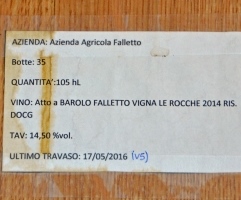 AZIENDA: Azienda Agricola Falletto
Botte: 35
QUANTITA':105 hL
VINO: Atto a BAROLO FALLETTO VIGNA LE ROCCHE 2014 RIS.
DOCG
TAV: 14,50 %vol.
ULTIMO TRAVASO: 17/05/2016 (v5)